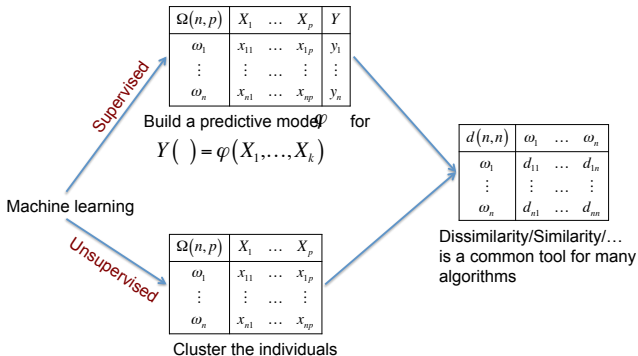 Ω(n,p) X₁ … Xₚ Y
ω₁ x₁₁ … x₁ₚ y₁
⋮ ⋮ … ⋮ ⋮
ωₙ xₙ₁ … xₙₚ yₙ
Supervised
Build a predictive model φ for
Y( ) = φ(X₁,…,Xₖ)
Machine learning
Unsupervised
Ω(n,p) X₁ … Xₚ
ω₁ x₁₁ … x₁ₚ
⋮ ⋮ … ⋮
ωₙ xₙ₁ … xₙₚ
Cluster the individuals
d(n,n) ω₁ … ωₙ
ω₁ d₁₁ … d₁ₙ
⋮ ⋮ … ⋮
ωₙ dₙ₁ … dₙₙ
Dissimilarity/Similarity/…
is a common tool for many
algorithms